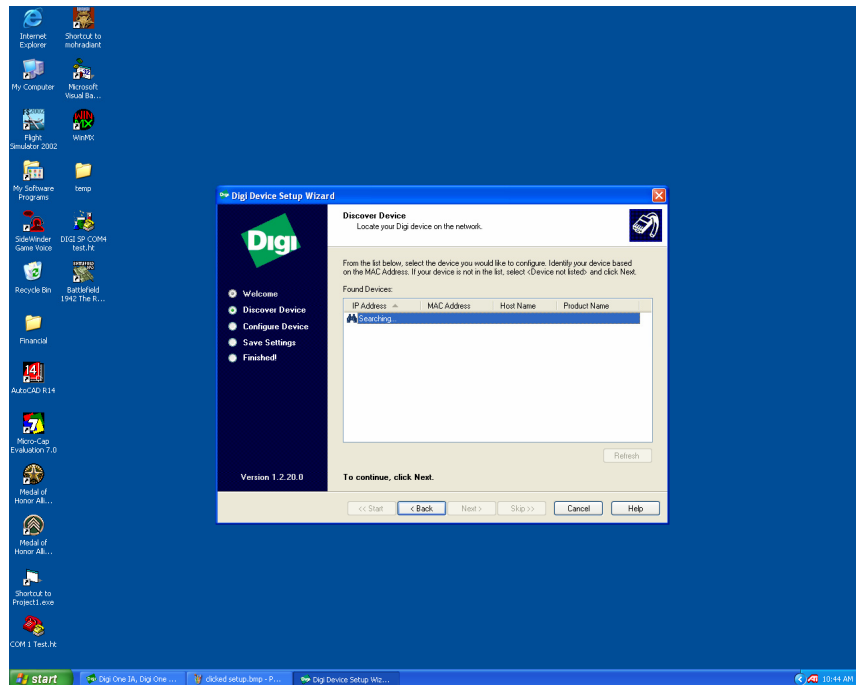 Internet
Explorer
Shortcut to
mohradiant
My Computer
Microsoft
Visual Ba...
Flight
Simulator 2002
WinMX
My Software
Programs
temp
SideWinder
Game Voice
DIGI SP COM4
test.ht
Recycle Bin
Battlefield
1942 The R...
Financial
AutoCAD R14
Micro-Cap
Evaluation 7.0
Medal of
Honor Alli...
Medal of
Honor Alli...
Shortcut to
Project1.exe
COM 1 Test.ht
Digi Device Setup Wizard
Digi
Welcome
Discover Device
Configure Device
Save Settings
Finished!
Version 1.2.20.0
Discover Device
Locate your Digi device on the network.
From the list below, select the device you would like to configure. Identify your device based
on the MAC Address. If your device is not in the list, select <Device not listed> and click Next.
Found Devices:
IP Address MAC Address Host Name Product Name
Searching...
Refresh
To continue, click Next.
<< Start < Back Next > Skip >> Cancel Help
start Digi One IA, Digi One ... clicked setup.bmp - P... Digi Device Setup Wiz... 10:44 AM